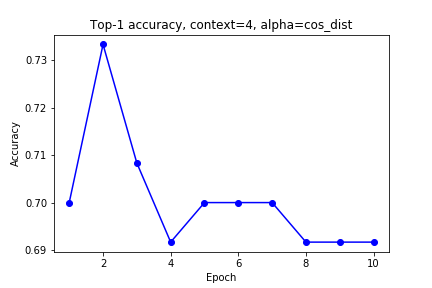 Top-1 accuracy, context=4, alpha=cos_dist
0.73
0.72
0.71
0.70
0.69
Accuracy
2 4 6 8 10
Epoch